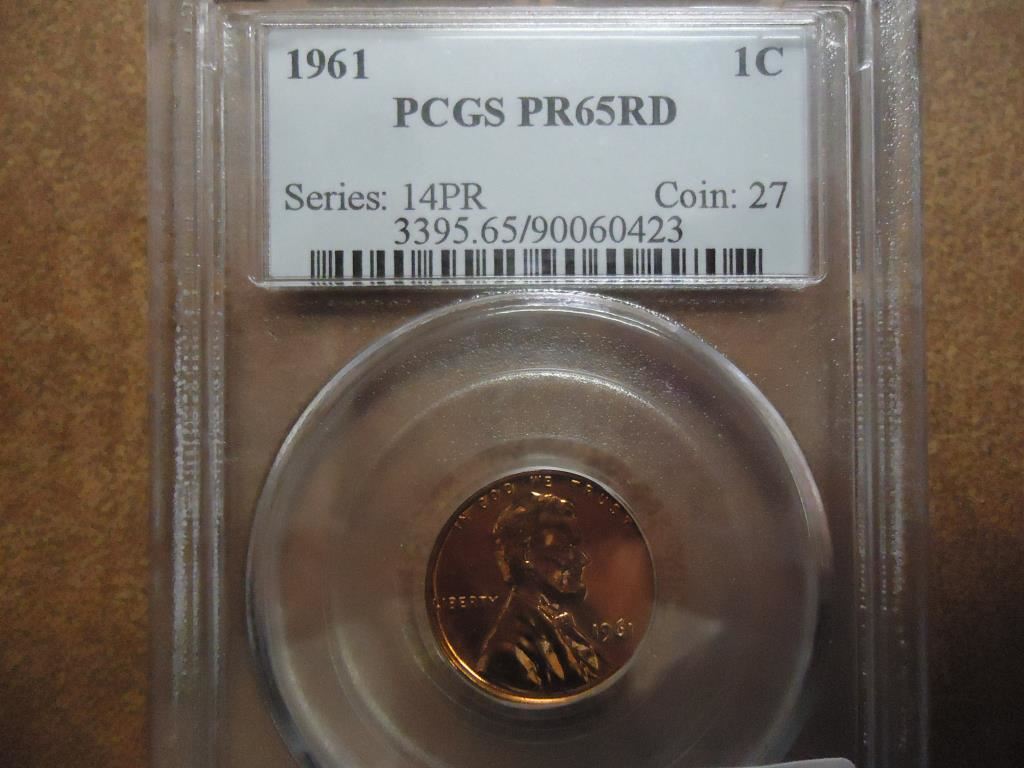 1961 1C
PCGS PR65RD
Series: 14PR Coin: 27
3395.65/90060423
IN GOD WE TRUST
LIBERTY
1961